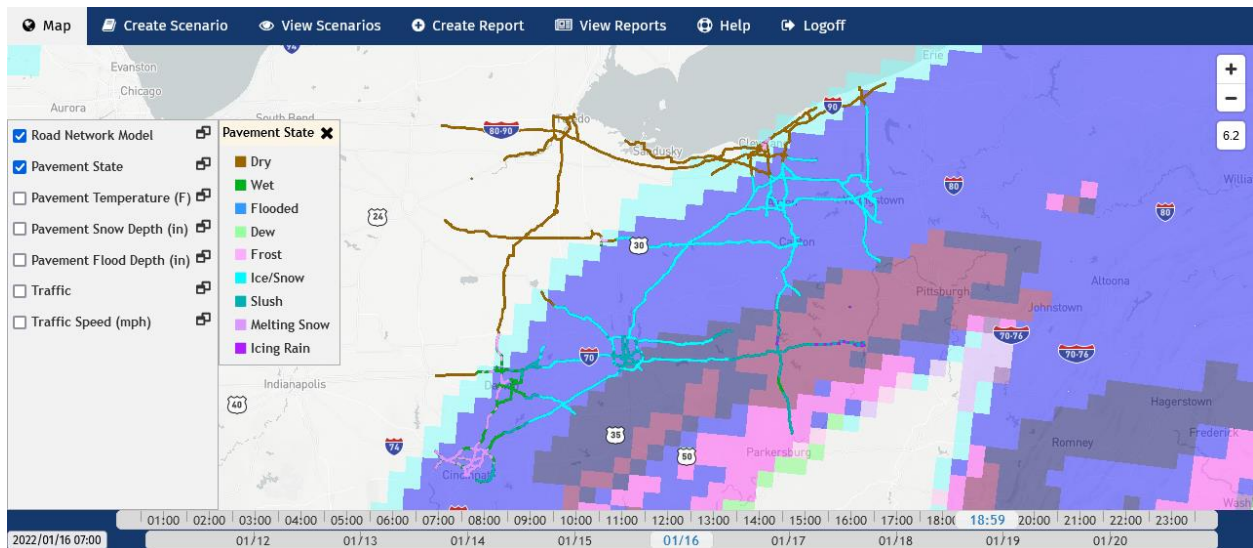 Map Create Scenario View Scenarios Create Report View Reports Help Logoff
94
Erie
Evanston
Chicago
+
−
Aurora
90
South Bend
Toledo
6.2
Road Network Model
Pavement State
80-90
Cleveland
Sandusky
Pavement State
Dry
Pavement Temperature (F)
Wet
80
Flooded
24
80
Pavement Snow Depth (in)
Dew
Pavement Flood Depth (in)
Frost
30
Canton
Traffic
Ice/Snow
Altoona
Slush
Pittsburgh
Traffic Speed (mph)
Melting Snow
Johnstown
Icing Rain
70-76
70
70-76
Indianapolis
40
Hagerstown
35
74
Romney
Frederick
50
Parkersburg
Cincinnati
01:00 02:00 03:00 04:00 05:00 06:00 07:00 08:00 09:00 10:00 11:00 12:00 13:00 14:00 15:00 16:00 17:00 18:00 18:59 20:00 21:00 22:00 23:00
2022/01/16 07:00 01/12 01/13 01/14 01/15 01/16 01/17 01/18 01/19 01/20